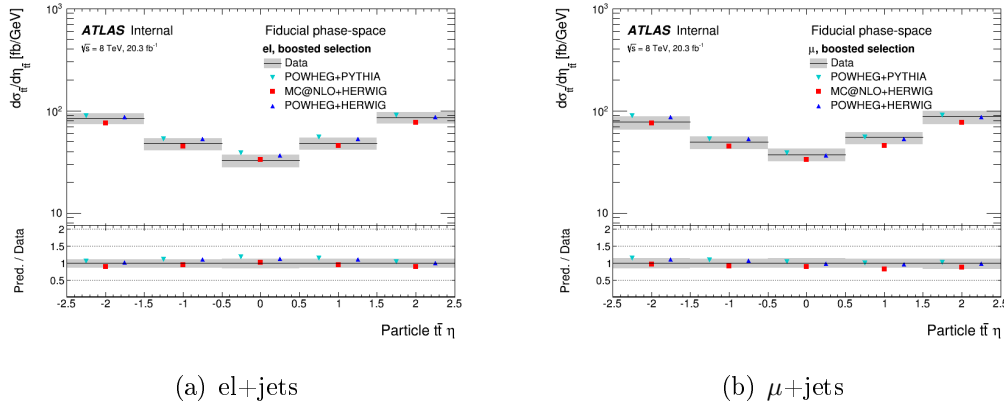 ATLAS Internal
√s = 8 TeV, 20.3 fb⁻¹
Fiducial phase-space
el, boosted selection
Data
POWHEG+PYTHIA
MC@NLO+HERWIG
POWHEG+HERWIG
dσ_tt̄/dη_tt̄ [fb/GeV]
10³
10²
10
Pred. / Data
2
1.5
1
0.5
-2.5 -2 -1.5 -1 -0.5 0 0.5 1 1.5 2 2.5
Particle tt̄ η
(a) el+jets
ATLAS Internal
√s = 8 TeV, 20.3 fb⁻¹
Fiducial phase-space
μ, boosted selection
Data
POWHEG+PYTHIA
MC@NLO+HERWIG
POWHEG+HERWIG
dσ_tt̄/dη_tt̄ [fb/GeV]
10³
10²
10
Pred. / Data
2
1.5
1
0.5
-2.5 -2 -1.5 -1 -0.5 0 0.5 1 1.5 2 2.5
Particle tt̄ η
(b) μ+jets